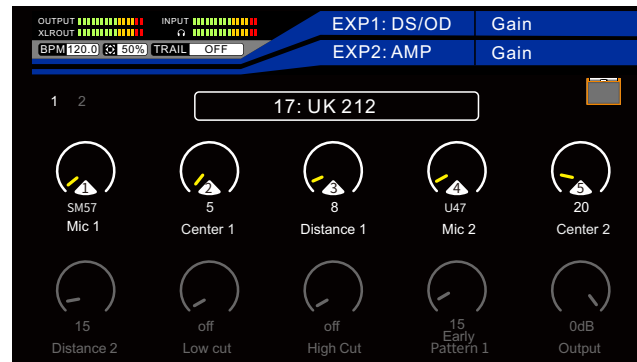 OUTPUT INPUT EXP1: DS/OD Gain
XLROUT
BPM 120.0 50% TRAIL OFF EXP2: AMP Gain
1 2
17: UK 212
1 2 3 4 5
SM57 5 8 U47 20
Mic 1 Center 1 Distance 1 Mic 2 Center 2
15 off off 15 0dB
Distance 2 Low cut High Cut Early Pattern 1 Output